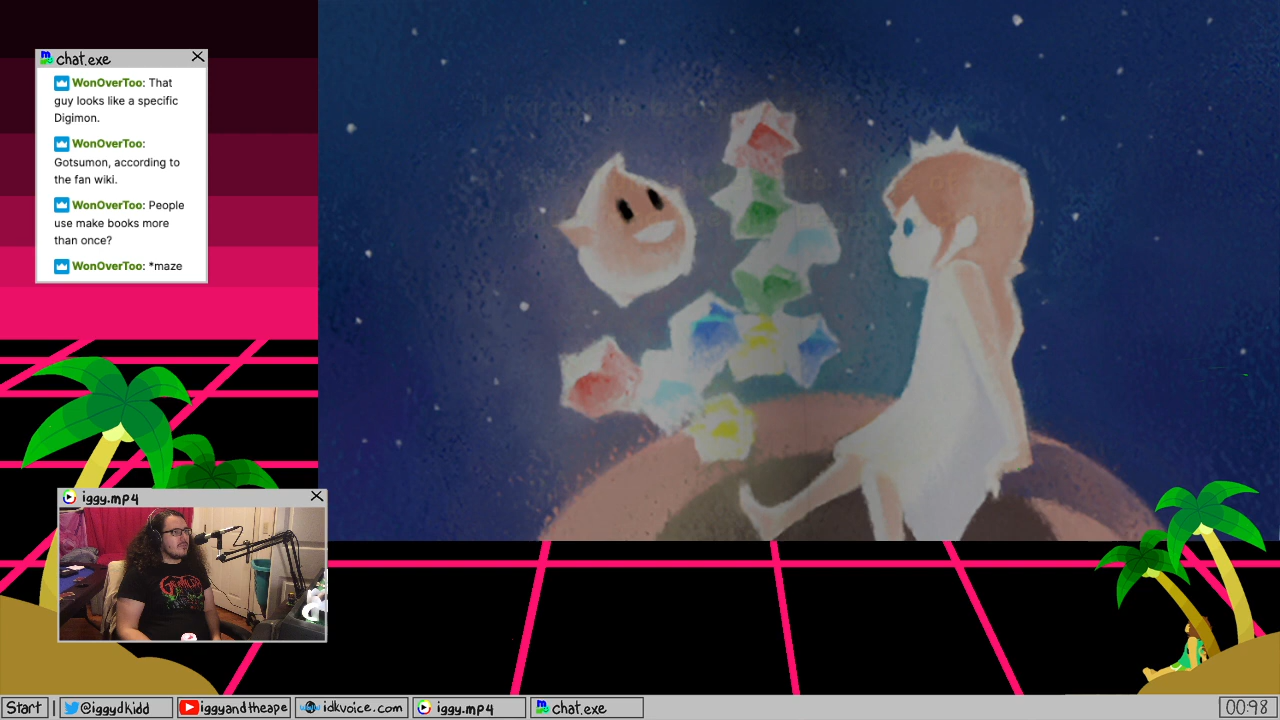 chat.exe
WonOverToo: That
guy looks like a specific
Digimon.
WonOverToo:
Gotsumon, according to
the fan wiki.
WonOverToo: People
use make books more
than once?
WonOverToo: *maze
iggy.mp4
Start | @iggydkidd iggyandtheape www idkvoice.com iggy.mp4 chat.exe 00:98